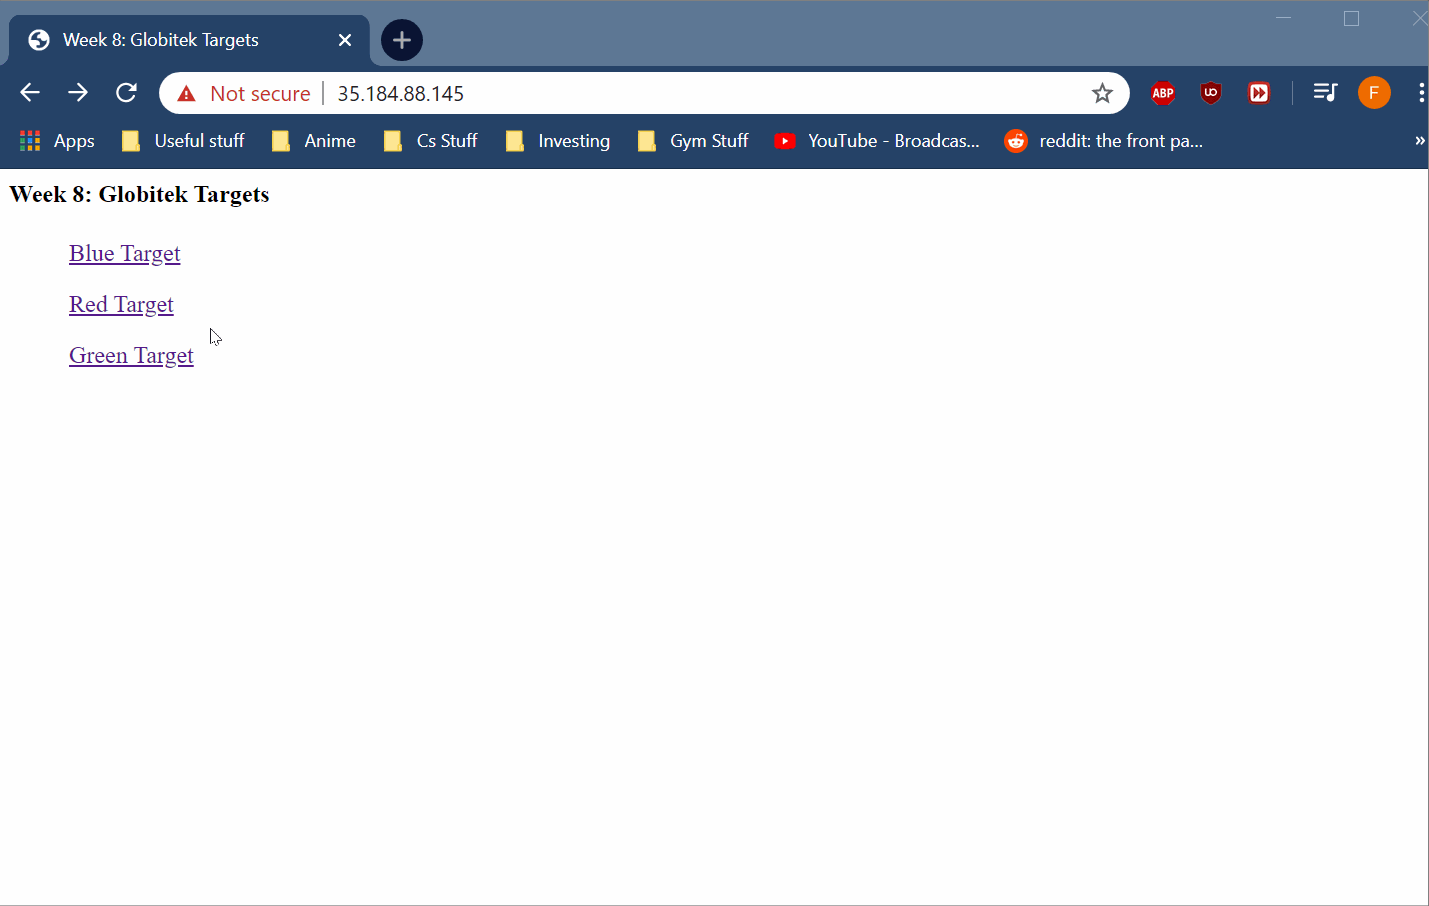 Week 8: Globitek Targets
Not secure 35.184.88.145
ABP
UO
F
Apps Useful stuff Anime Cs Stuff Investing Gym Stuff YouTube - Broadcas... reddit: the front pa... »
Week 8: Globitek Targets
Blue Target
Red Target
Green Target